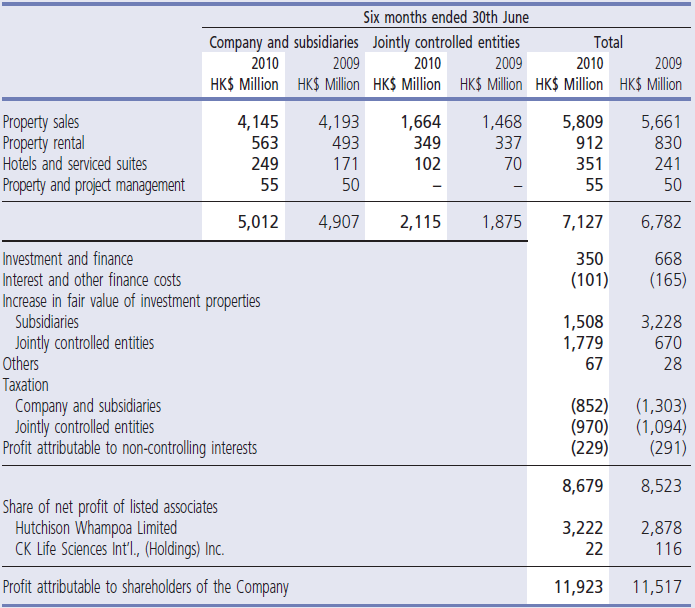 Six months ended 30th June
Company and subsidiaries Jointly controlled entities Total
2010 2009 2010 2009 2010 2009
HK$ Million HK$ Million HK$ Million HK$ Million HK$ Million HK$ Million
Property sales 4,145 4,193 1,664 1,468 5,809 5,661
Property rental 563 493 349 337 912 830
Hotels and serviced suites 249 171 102 70 351 241
Property and project management 55 50 – – 55 50
5,012 4,907 2,115 1,875 7,127 6,782
Investment and finance 350 668
Interest and other finance costs (101) (165)
Increase in fair value of investment properties
Subsidiaries 1,508 3,228
Jointly controlled entities 1,779 670
Others 67 28
Taxation
Company and subsidiaries (852) (1,303)
Jointly controlled entities (970) (1,094)
Profit attributable to non-controlling interests (229) (291)
8,679 8,523
Share of net profit of listed associates
Hutchison Whampoa Limited 3,222 2,878
CK Life Sciences Int'l., (Holdings) Inc. 22 116
Profit attributable to shareholders of the Company 11,923 11,517